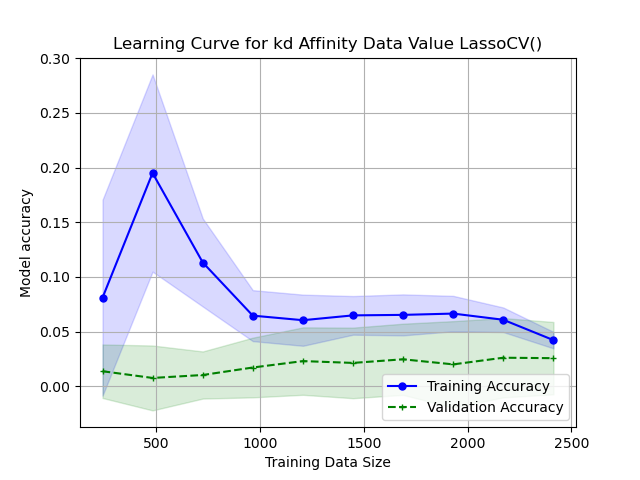 Learning Curve for kd Affinity Data Value LassoCV()
Model accuracy
0.30
0.25
0.20
0.15
0.10
0.05
0.00
Training Accuracy
Validation Accuracy
500 1000 1500 2000 2500
Training Data Size